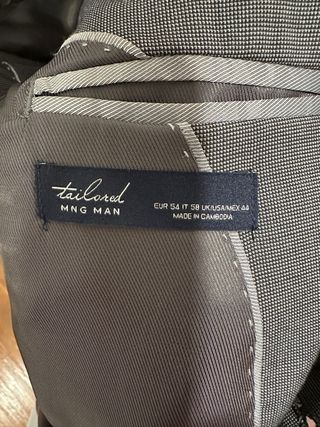 tailored
MNG MAN
EUR 54 IT 58 UK/USA/MEX 44
MADE IN CAMBODIA